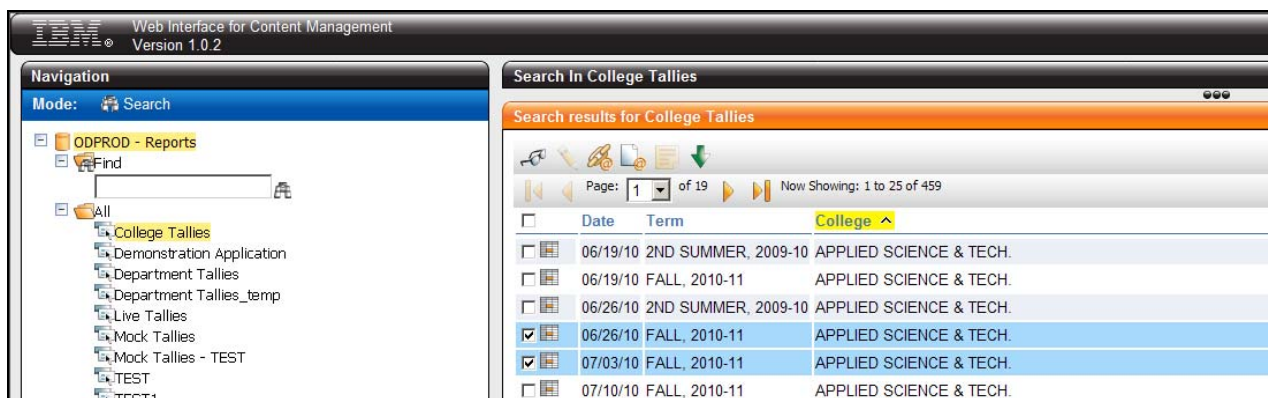 IBM®
Web Interface for Content Management
Version 1.0.2
Navigation
Mode: Search
ODPROD - Reports
Find
All
College Tallies
Demonstration Application
Department Tallies
Department Tallies_temp
Live Tallies
Mock Tallies
Mock Tallies - TEST
TEST
TEST1
Search In College Tallies
Search results for College Tallies
Page: 1 of 19 Now Showing: 1 to 25 of 459
Date Term College
06/19/10 2ND SUMMER, 2009-10 APPLIED SCIENCE & TECH.
06/19/10 FALL, 2010-11 APPLIED SCIENCE & TECH.
06/26/10 2ND SUMMER, 2009-10 APPLIED SCIENCE & TECH.
06/26/10 FALL, 2010-11 APPLIED SCIENCE & TECH.
07/03/10 FALL, 2010-11 APPLIED SCIENCE & TECH.
07/10/10 FALL, 2010-11 APPLIED SCIENCE & TECH.